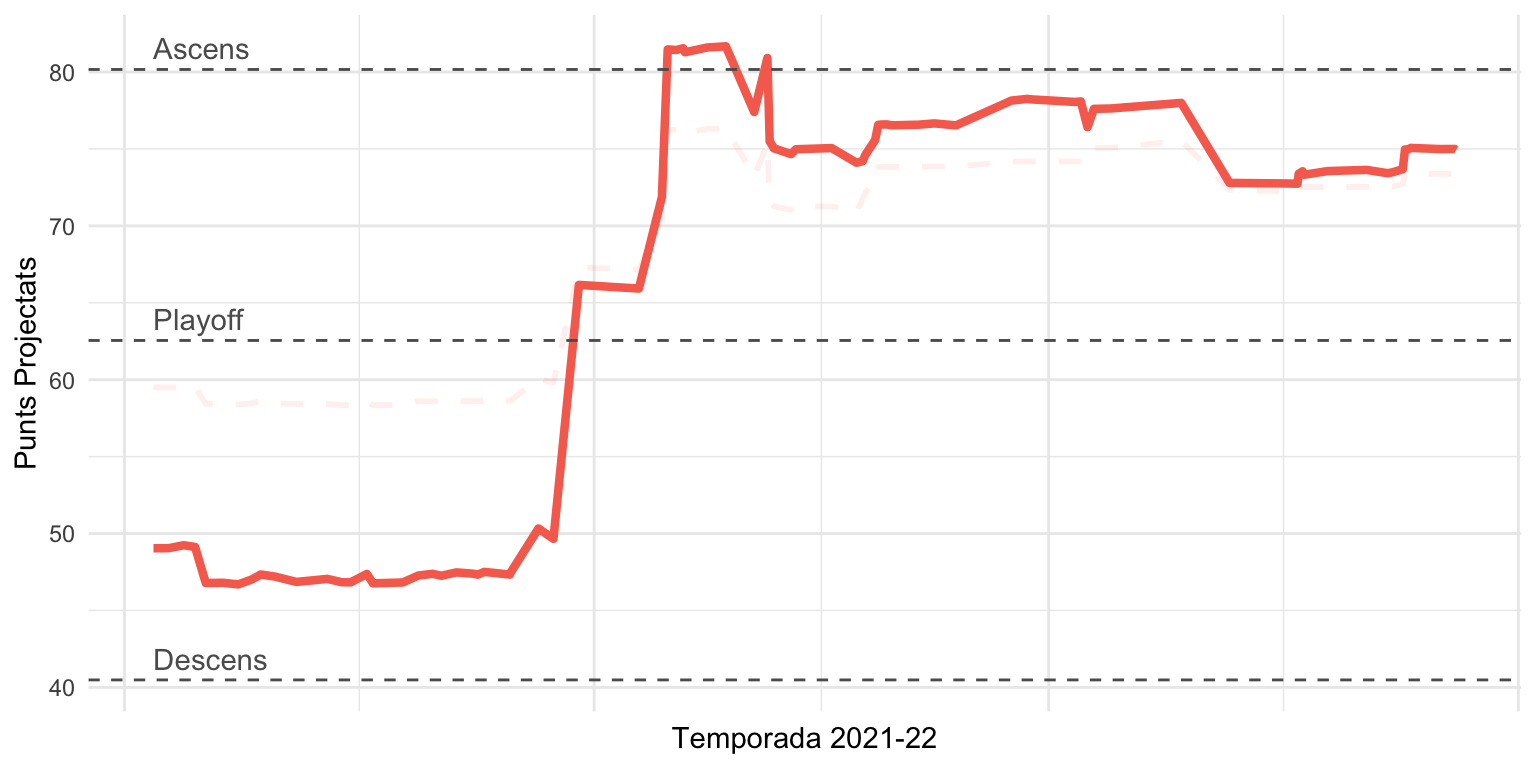 Ascens
80
70
Playoff
60
50
Descens
40
Punts Projectats
Temporada 2021-22